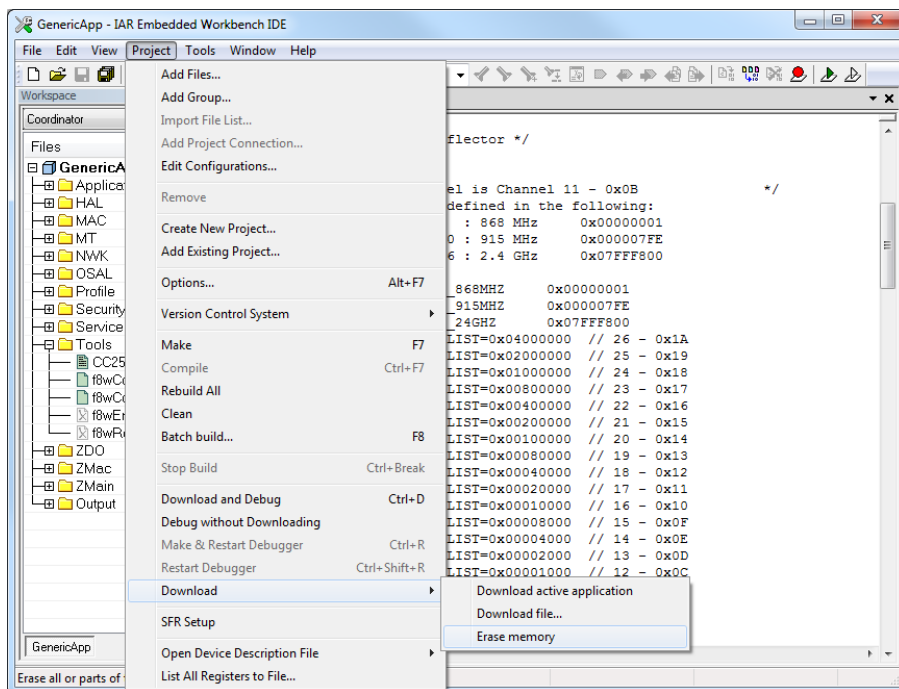 GenericApp - IAR Embedded Workbench IDE
File Edit View Project Tools Window Help
Workspace
Coordinator
Files
GenericA
Applica
HAL
MAC
MT
NWK
OSAL
Profile
Security
Service
Tools
CC25
f8wCo
f8wCo
f8wEn
f8wRo
ZDO
ZMac
ZMain
Output
GenericApp
Erase all or parts of
Add Files...
Add Group...
Import File List...
Add Project Connection...
Edit Configurations...
Remove
Create New Project...
Add Existing Project...
Options... Alt+F7
Version Control System
Make F7
Compile Ctrl+F7
Rebuild All
Clean
Batch build... F8
Stop Build Ctrl+Break
Download and Debug Ctrl+D
Debug without Downloading
Make & Restart Debugger Ctrl+R
Restart Debugger Ctrl+Shift+R
Download
SFR Setup
Open Device Description File
List All Registers to File...
Download active application
Download file...
Erase memory
flector */
el is Channel 11 - 0x0B */
defined in the following:
: 868 MHz 0x00000001
0 : 915 MHz 0x000007FE
6 : 2.4 GHz 0x07FFF800
_868MHZ 0x00000001
_915MHZ 0x000007FE
_24GHZ 0x07FFF800
LIST=0x04000000 // 26 - 0x1A
LIST=0x02000000 // 25 - 0x19
LIST=0x01000000 // 24 - 0x18
LIST=0x00800000 // 23 - 0x17
LIST=0x00400000 // 22 - 0x16
LIST=0x00200000 // 21 - 0x15
LIST=0x00100000 // 20 - 0x14
LIST=0x00080000 // 19 - 0x13
LIST=0x00040000 // 18 - 0x12
LIST=0x00020000 // 17 - 0x11
LIST=0x00010000 // 16 - 0x10
LIST=0x00008000 // 15 - 0x0F
LIST=0x00004000 // 14 - 0x0E
LIST=0x00002000 // 13 - 0x0D
LIST=0x00001000 // 12 - 0x0C